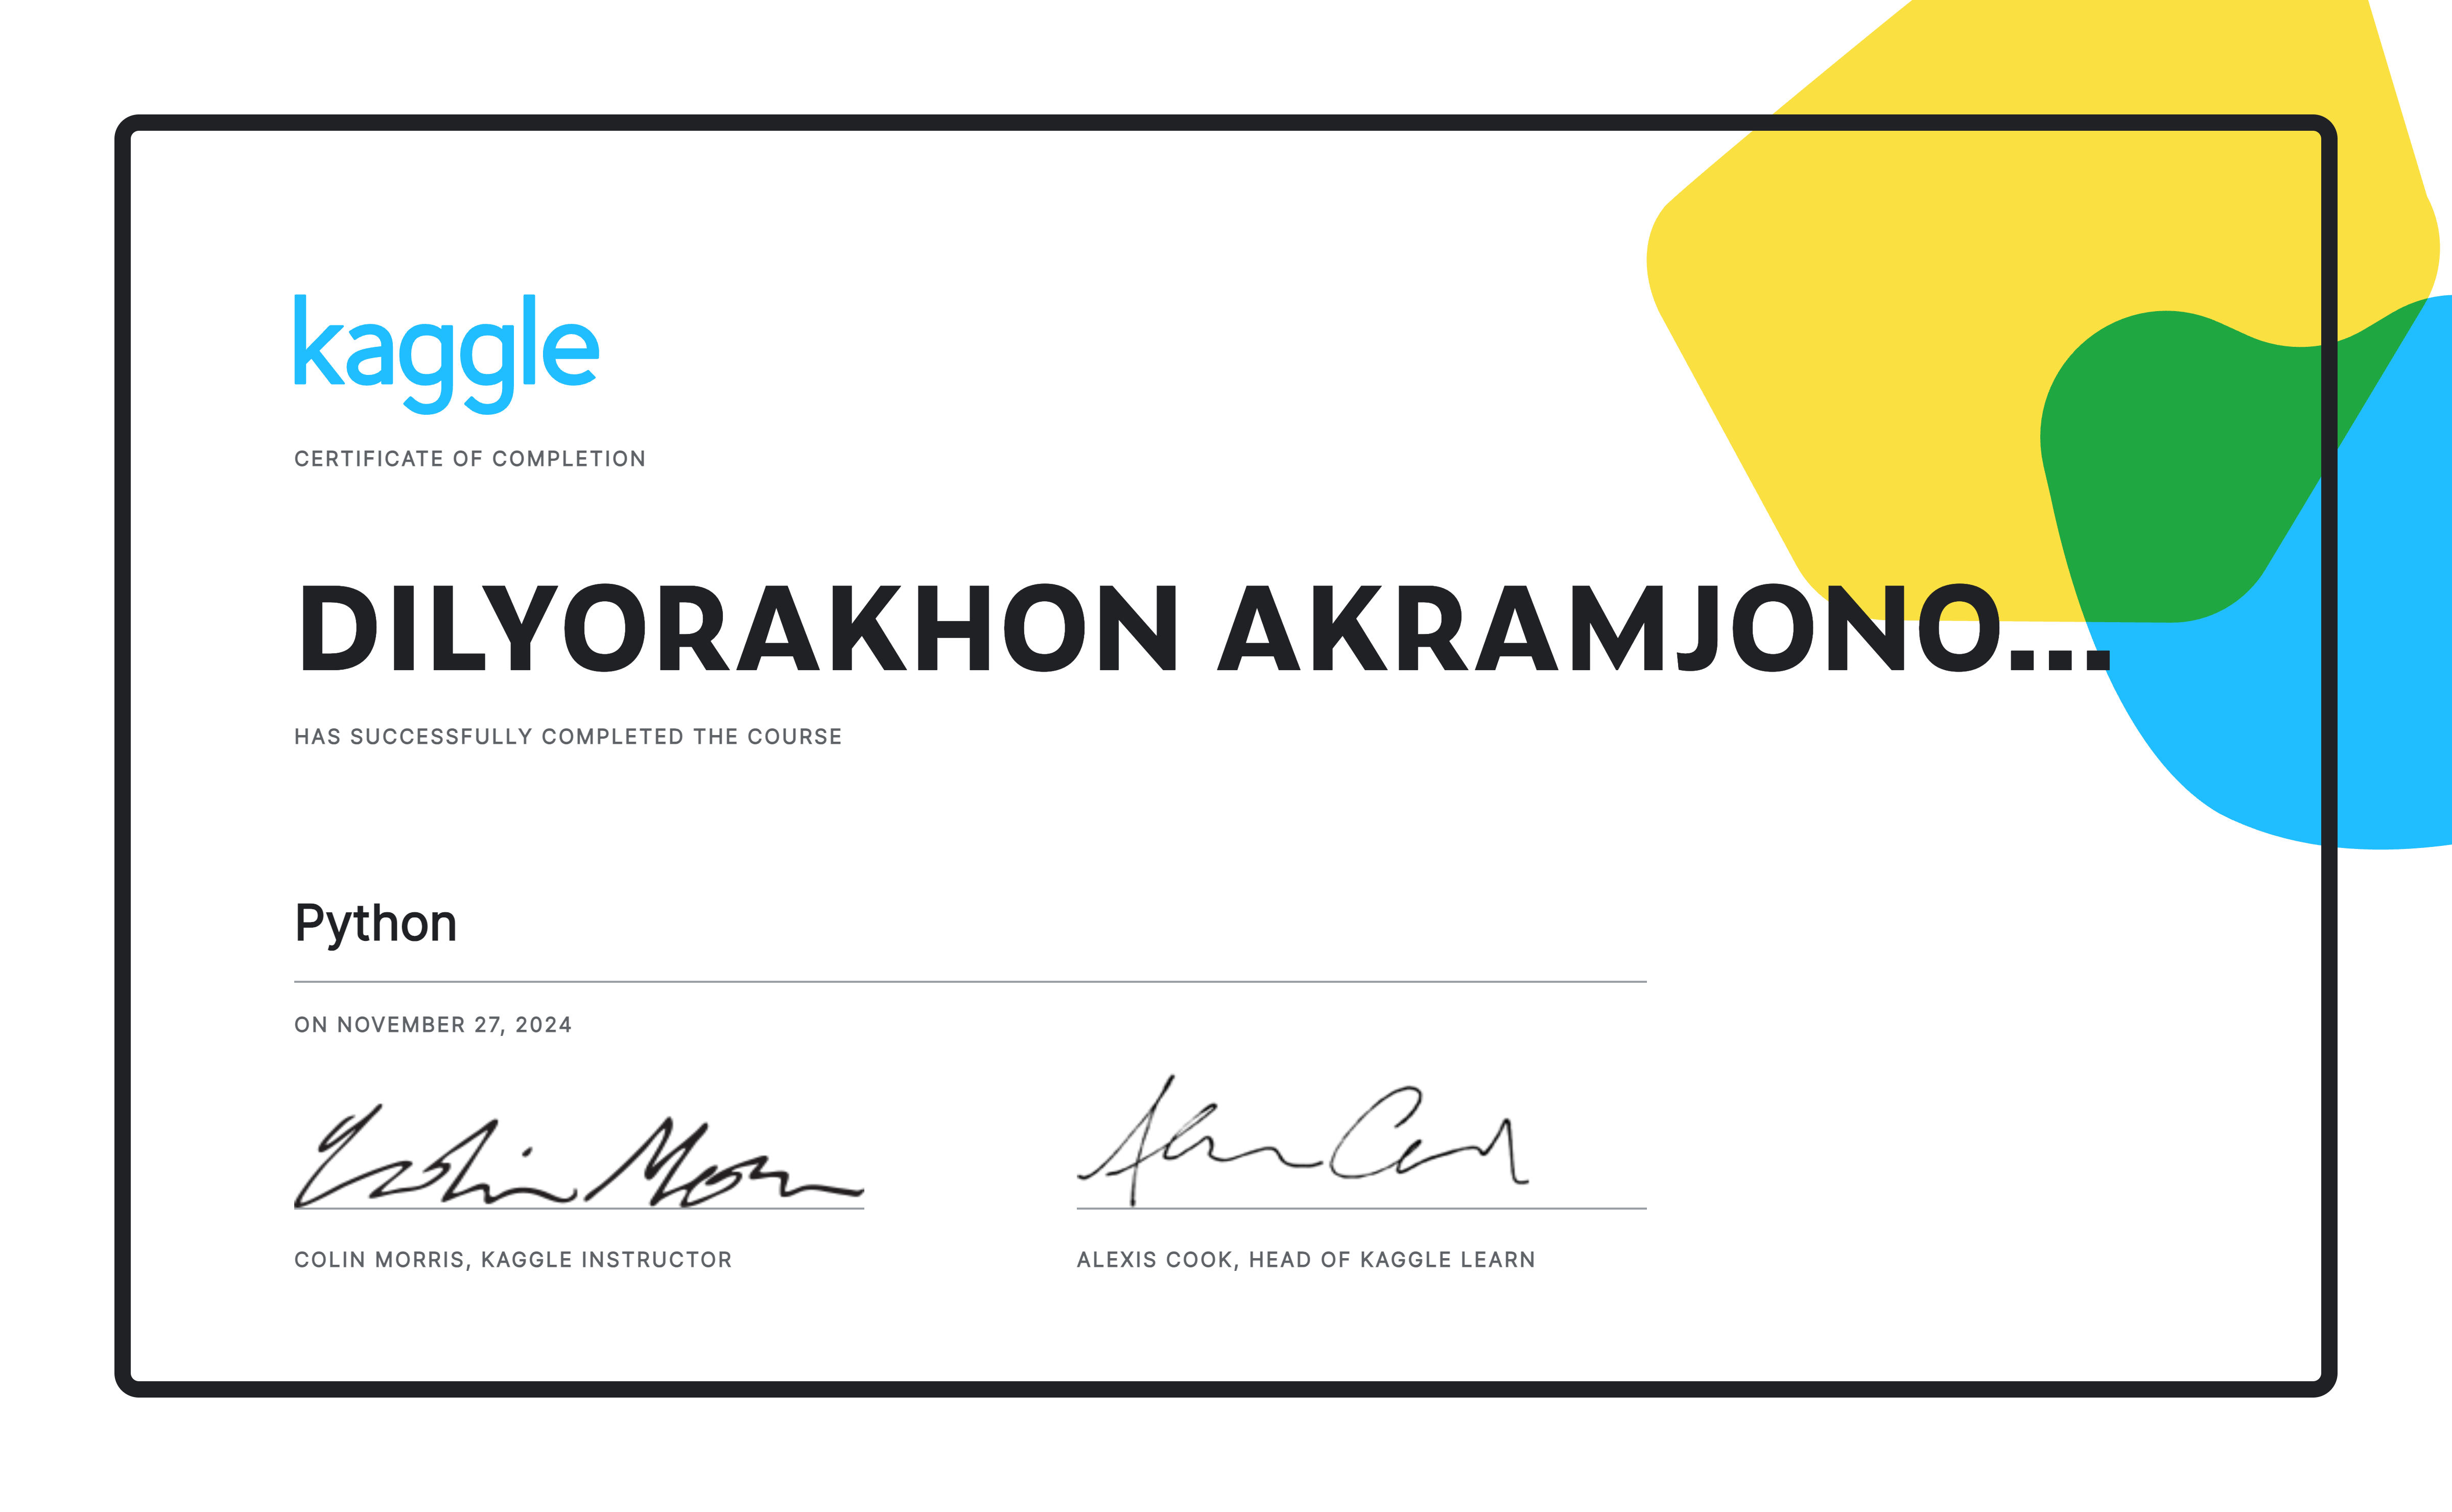 kaggle
CERTIFICATE OF COMPLETION
DILYORAKHON AKRAMJONO...
HAS SUCCESSFULLY COMPLETED THE COURSE
Python
ON NOVEMBER 27, 2024
COLIN MORRIS, KAGGLE INSTRUCTOR
ALEXIS COOK, HEAD OF KAGGLE LEARN